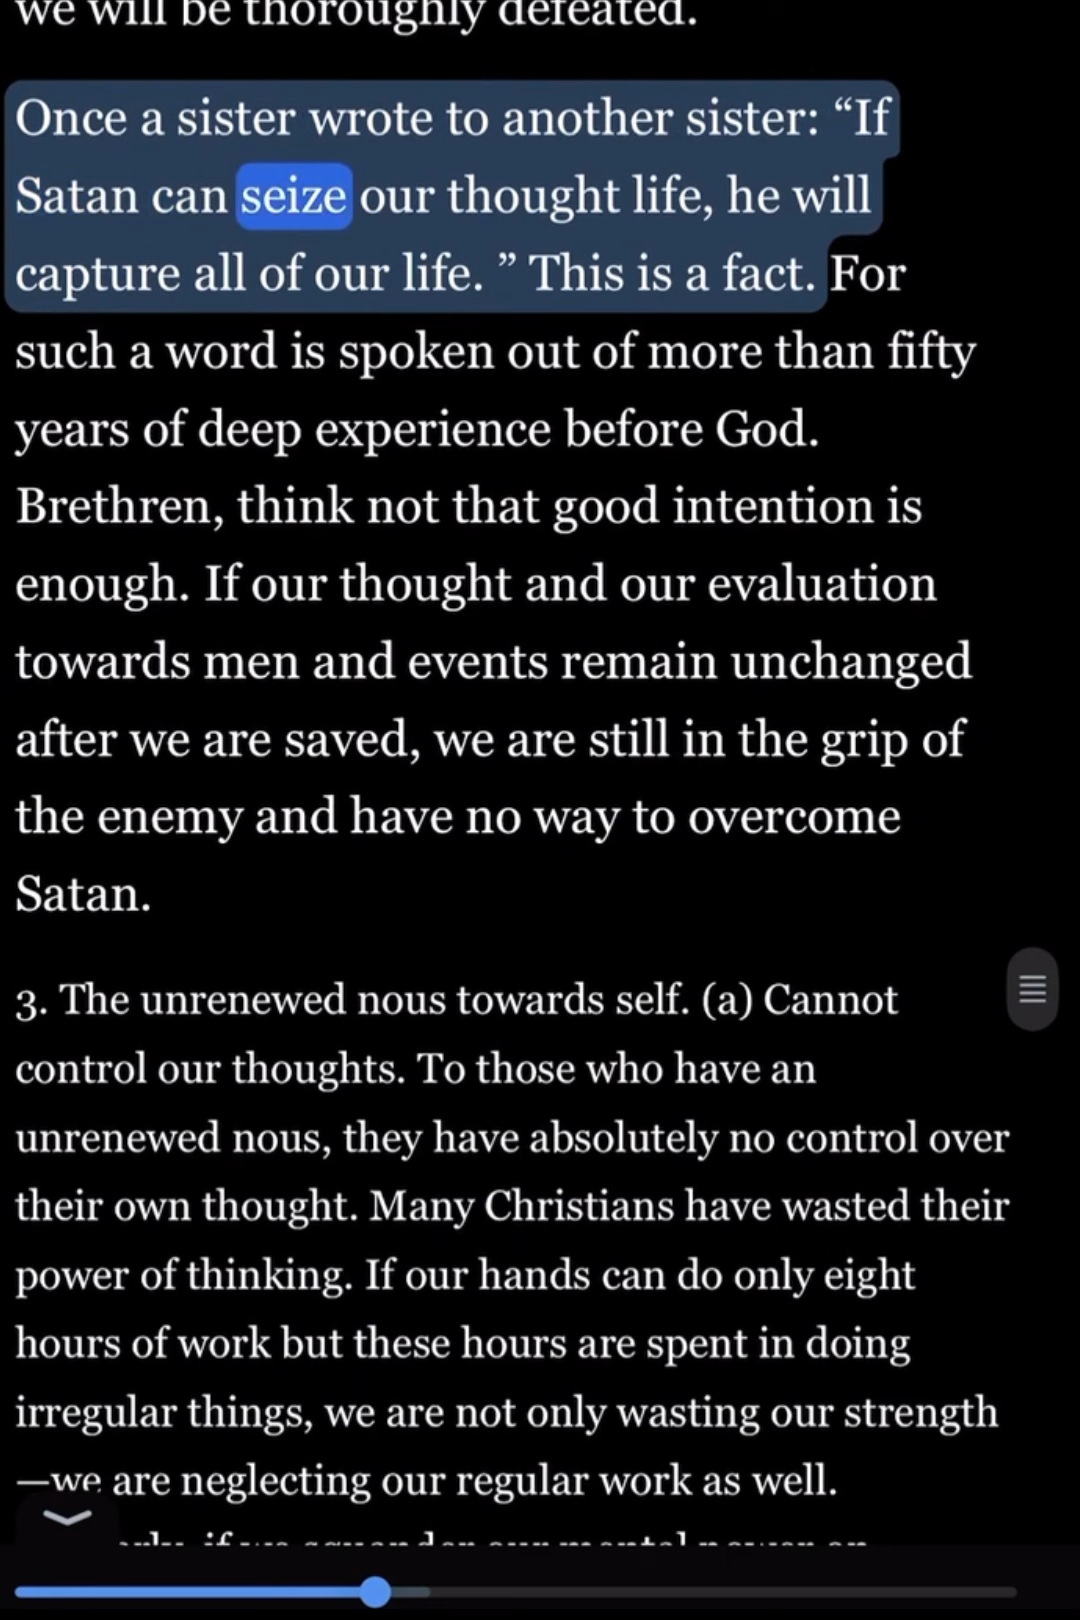 we will be thoroughly defeated.
Once a sister wrote to another sister: “If
Satan can seize our thought life, he will
capture all of our life. ” This is a fact. For
such a word is spoken out of more than fifty
years of deep experience before God.
Brethren, think not that good intention is
enough. If our thought and our evaluation
towards men and events remain unchanged
after we are saved, we are still in the grip of
the enemy and have no way to overcome
Satan.
3. The unrenewed nous towards self. (a) Cannot
control our thoughts. To those who have an
unrenewed nous, they have absolutely no control over
their own thought. Many Christians have wasted their
power of thinking. If our hands can do only eight
hours of work but these hours are spent in doing
irregular things, we are not only wasting our strength
—we are neglecting our regular work as well.